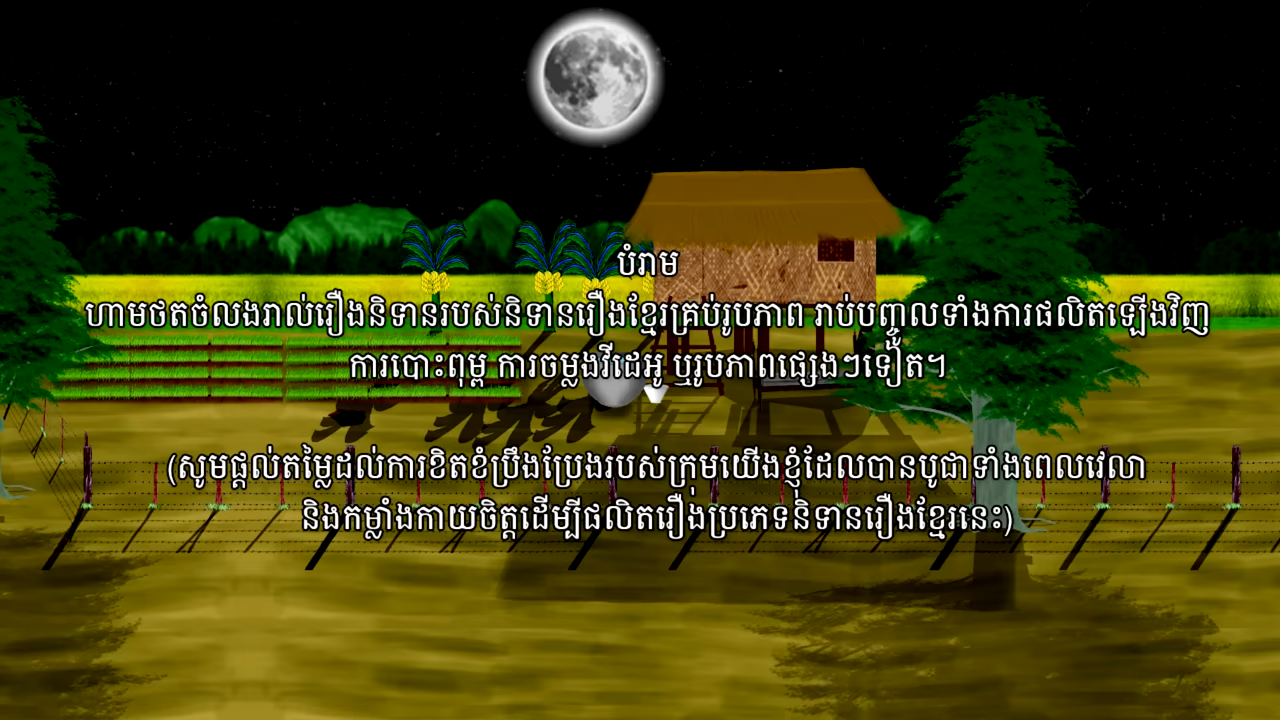 បំរាម
ហាមថតចំលងរាល់រឿងនិទានរបស់និទានរឿងខ្មែរគ្រប់រូបភាព រាប់បញ្ចូលទាំងការផលិតឡើងវិញ
ការបោះពុម្ព ការចម្លងវីដេអូ ឬរូបភាពផ្សេងៗទៀត។
(សូមផ្តល់តម្លៃដល់ការខិតខំប្រឹងប្រែងរបស់ក្រុមយើងខ្ញុំដែលបានបូជាទាំងពេលវេលា
និងកម្លាំងកាយចិត្តដើម្បីផលិតរឿងប្រភេទនិទានរឿងខ្មែរនេះ)